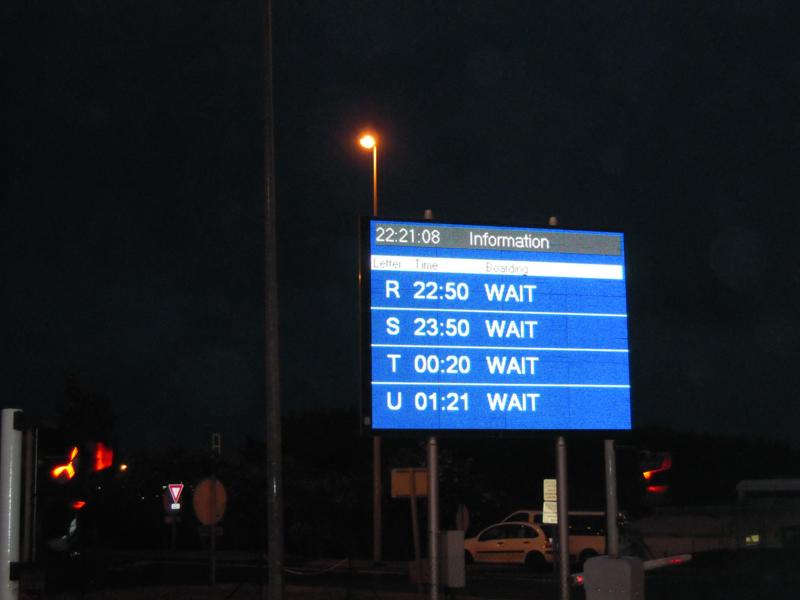 22:21:08 Information
Letter Time Boarding
R 22:50 WAIT
S 23:50 WAIT
T 00:20 WAIT
U 01:21 WAIT